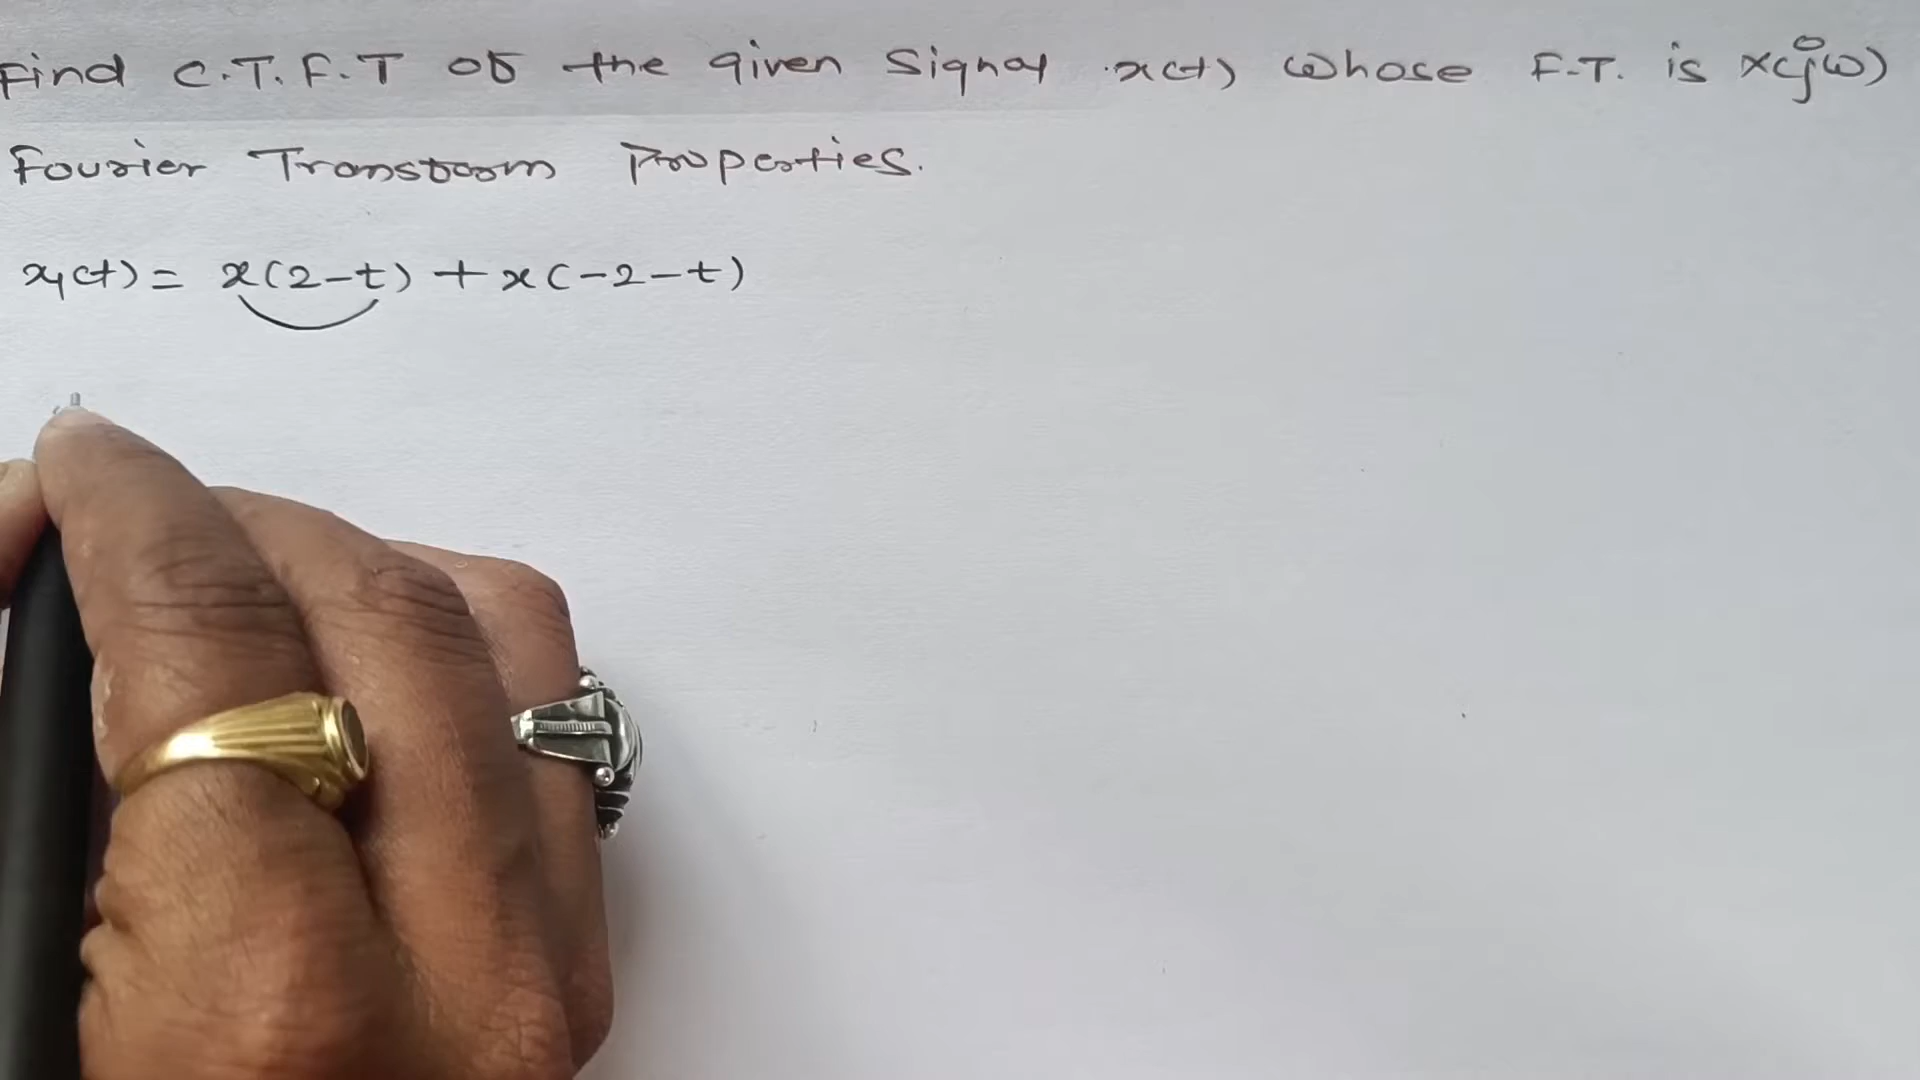 Find C.T.F.T of the given signal x(t) whose F.T. is X(jω)
Fourier Transform Properties.
x₁(t) = x(2-t) + x(-2-t)